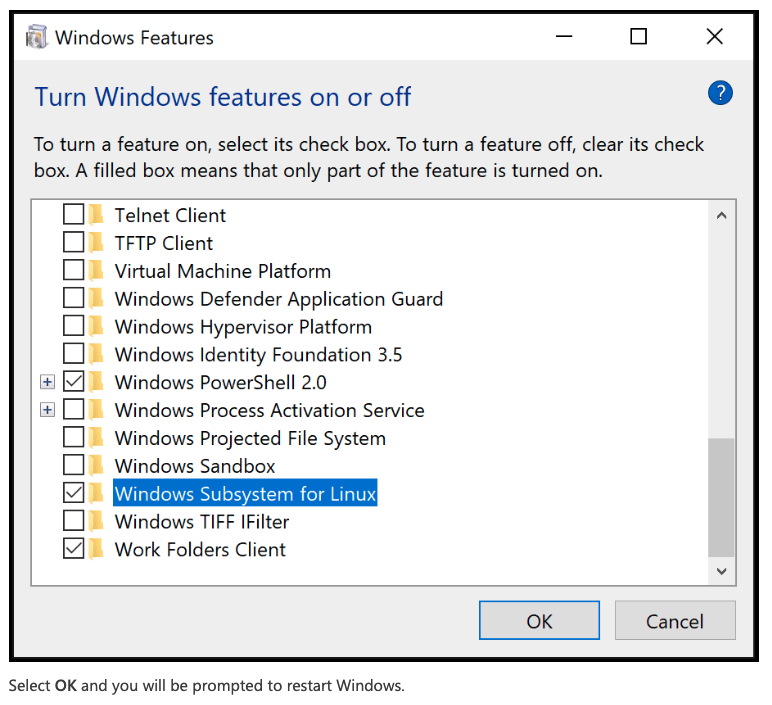 Windows Features
Turn Windows features on or off
?
To turn a feature on, select its check box. To turn a feature off, clear its check
box. A filled box means that only part of the feature is turned on.
Telnet Client
TFTP Client
Virtual Machine Platform
Windows Defender Application Guard
Windows Hypervisor Platform
Windows Identity Foundation 3.5
Windows PowerShell 2.0
Windows Process Activation Service
Windows Projected File System
Windows Sandbox
Windows Subsystem for Linux
Windows TIFF IFilter
Work Folders Client
OK Cancel
Select OK and you will be prompted to restart Windows.